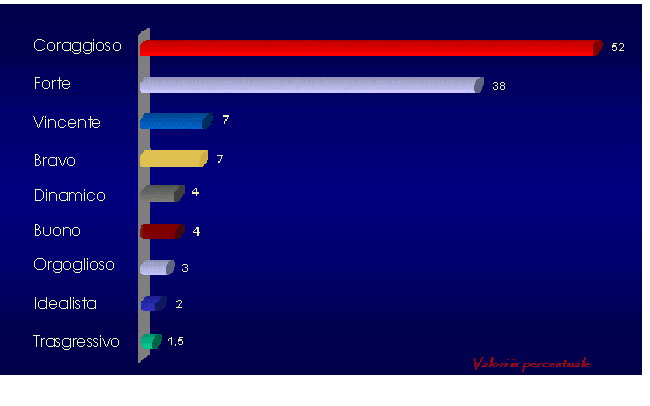 Coraggioso 52
Forte 38
Vincente 7
Bravo 7
Dinamico 4
Buono 4
Orgoglioso 3
Idealista 2
Trasgressivo 1,5
Valori in percentuale